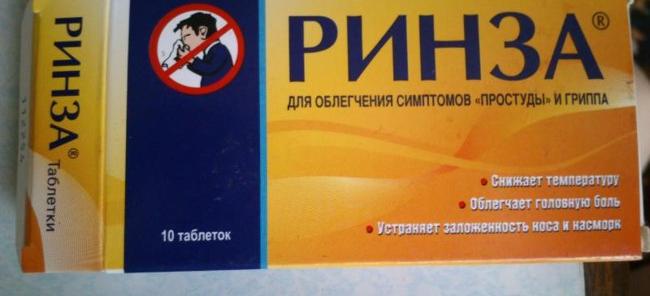 РИНЗА®
Таблетки
10 таблеток
РИНЗА®
ДЛЯ ОБЛЕГЧЕНИЯ СИМПТОМОВ «ПРОСТУДЫ» И ГРИППА
• Снижает температуру
• Облегчает головную боль
• Устраняет заложенность носа и насморк